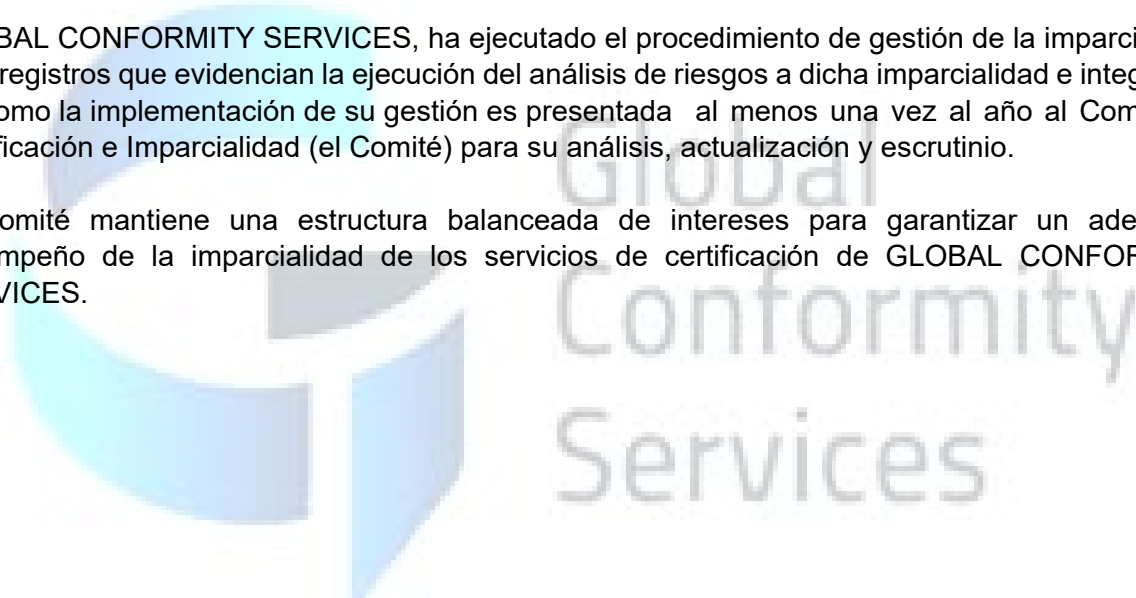 BAL CONFORMITY SERVICES, ha ejecutado el procedimiento de gestión de la imparci
registros que evidencian la ejecución del análisis de riesgos a dicha imparcialidad e integ
omo la implementación de su gestión es presentada al menos una vez al año al Com
ficación e Imparcialidad (el Comité) para su análisis, actualización y escrutinio.
omité mantiene una estructura balanceada de intereses para garantizar un ade
mpeño de la imparcialidad de los servicios de certificación de GLOBAL CONFOR
VICES.
Global
Conformity
Services